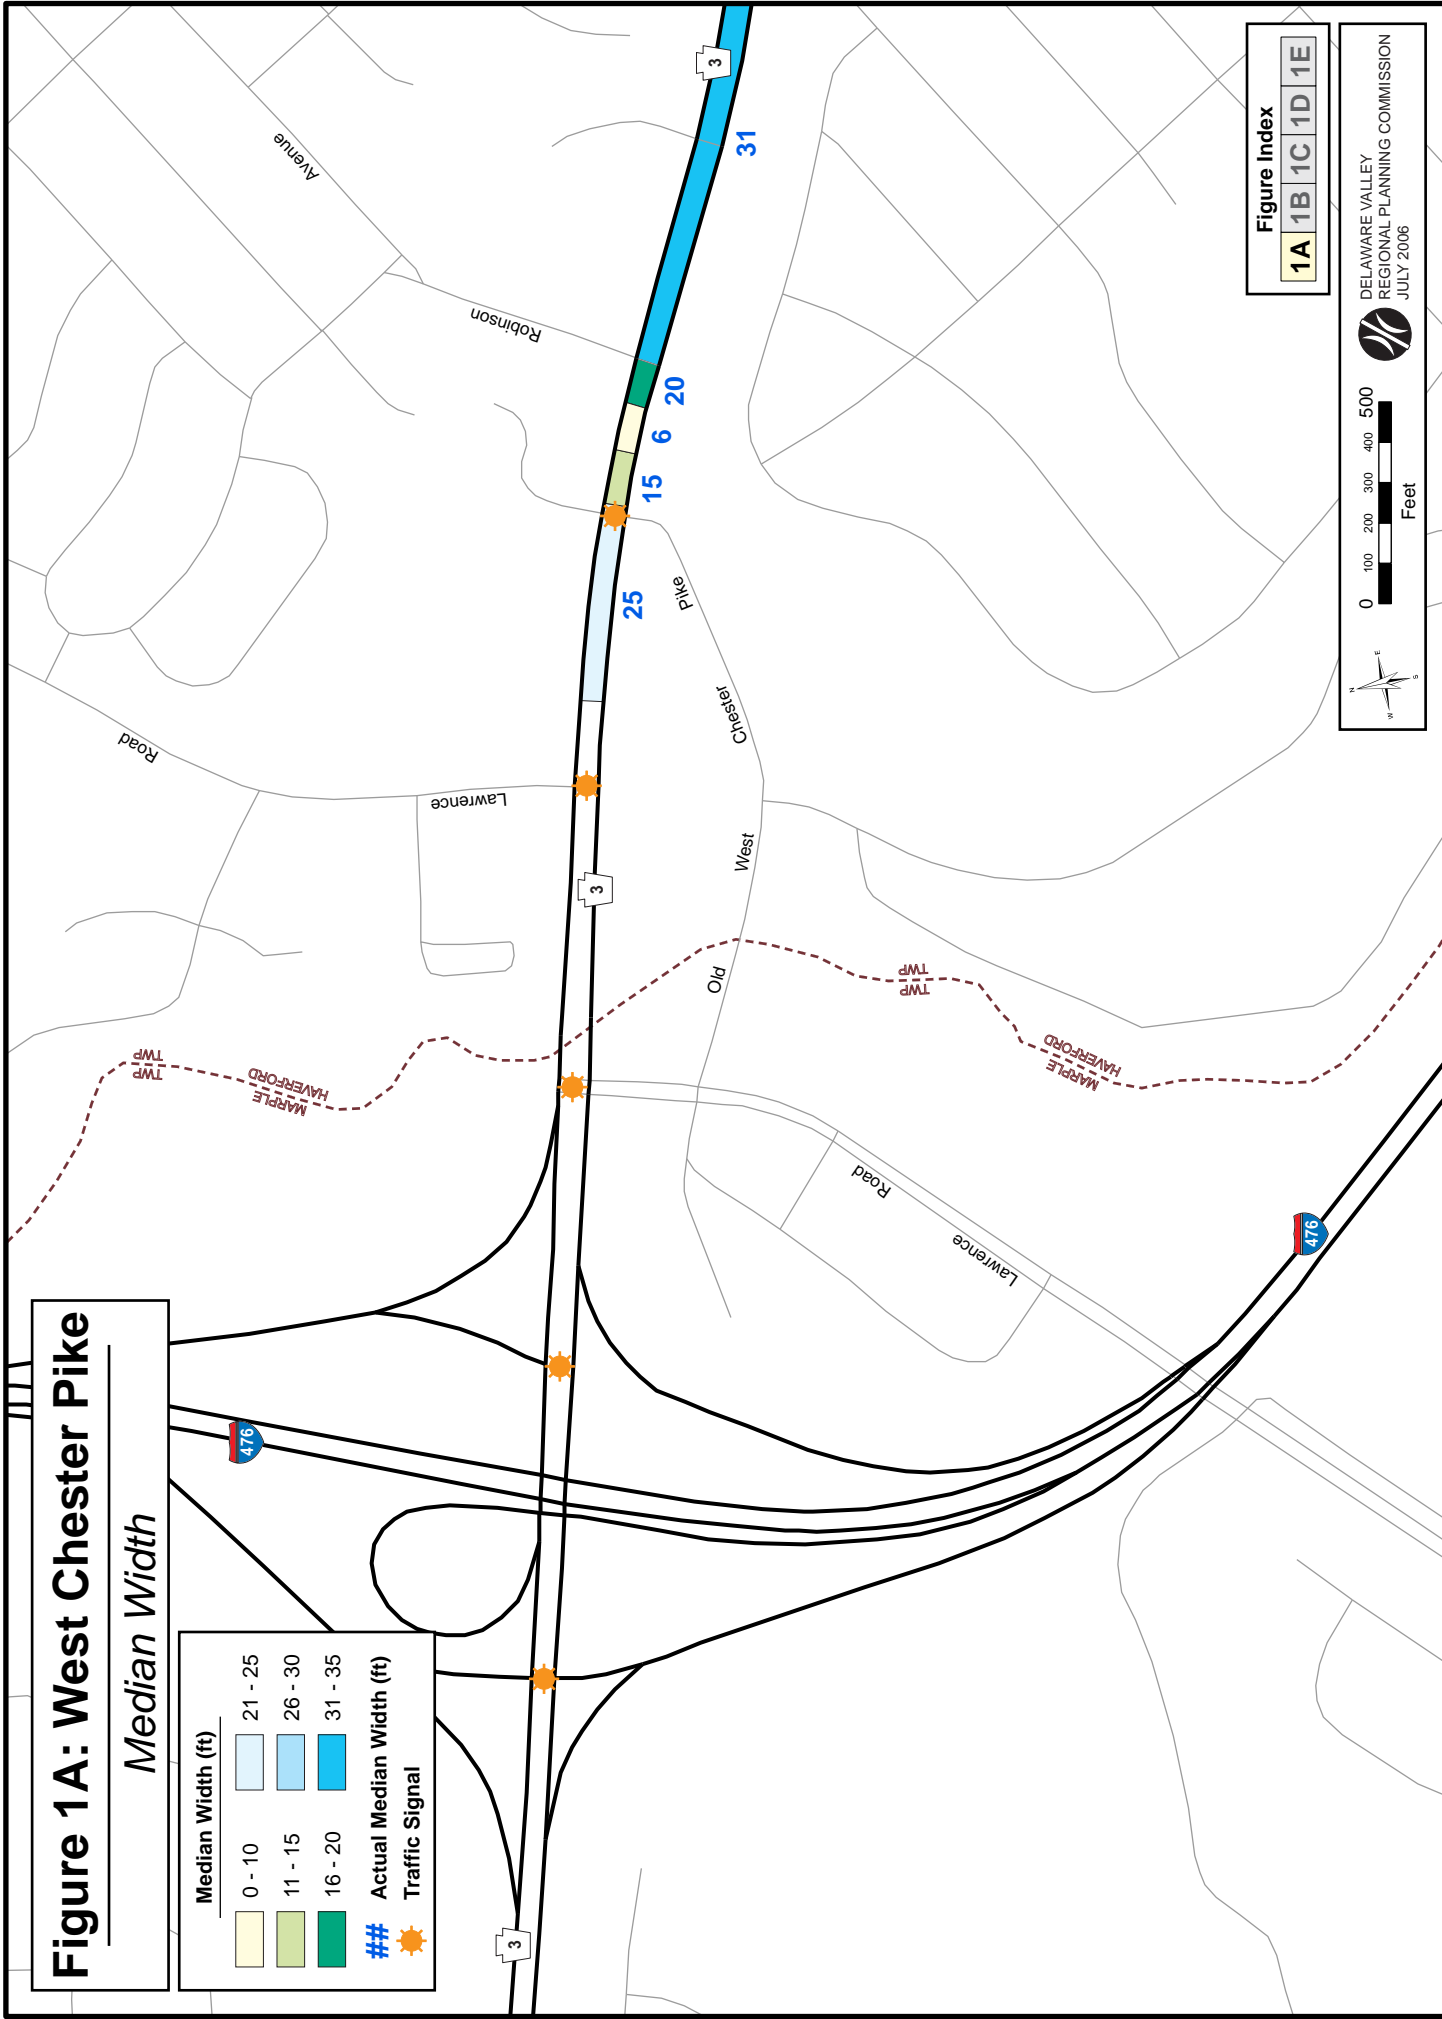 Figure 1A: West Chester Pike
Median Width
Median Width (ft)
0 - 10
21 - 25
11 - 15
26 - 30
16 - 20
31 - 35
## Actual Median Width (ft)
Traffic Signal
476
476
3
3
3
MARPLE TWP
HAVERFORD TWP
MARPLE TWP
HAVERFORD TWP
Lawrence Road
Lawrence Road
Old West Chester Pike
Robinson Avenue
25
15
6
20
31
Figure Index
1A 1B 1C 1D 1E
N
W E
S
0 100 200 300 400 500
Feet
DELAWARE VALLEY
REGIONAL PLANNING COMMISSION
JULY 2006